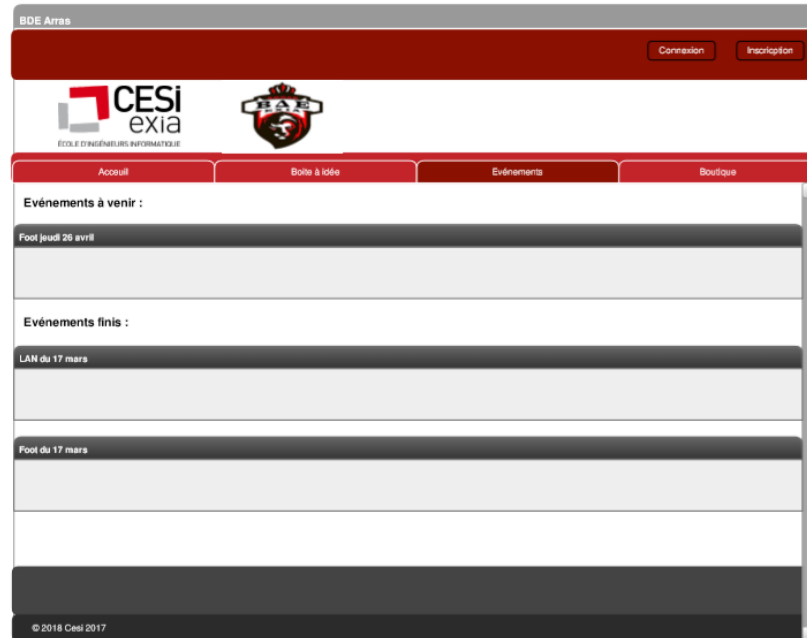 BDE Arras
Connexion
Inscription
CESi
exia
ÉCOLE D'INGÉNIEURS INFORMATIQUE
BAE
Acceuil
Boite à idée
Evénements
Boutique
Evénements à venir :
Foot jeudi 26 avril
Evénements finis :
LAN du 17 mars
Foot du 17 mars
© 2018 Cesi 2017